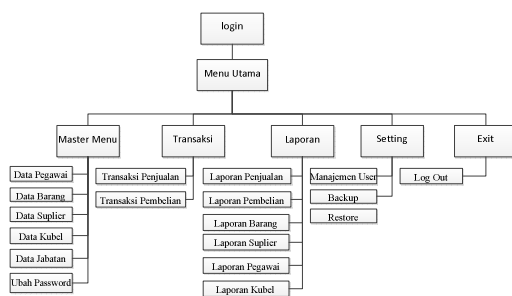 login
Menu Utama
Master Menu
Transaksi
Laporan
Setting
Exit
Data Pegawai
Data Barang
Data Suplier
Data Kubel
Data Jabatan
Ubah Password
Transaksi Penjualan
Transaksi Pembelian
Laporan Penjualan
Laporan Pembelian
Laporan Barang
Laporan Suplier
Laporan Pegawai
Laporan Kubel
Manajemen User
Backup
Restore
Log Out